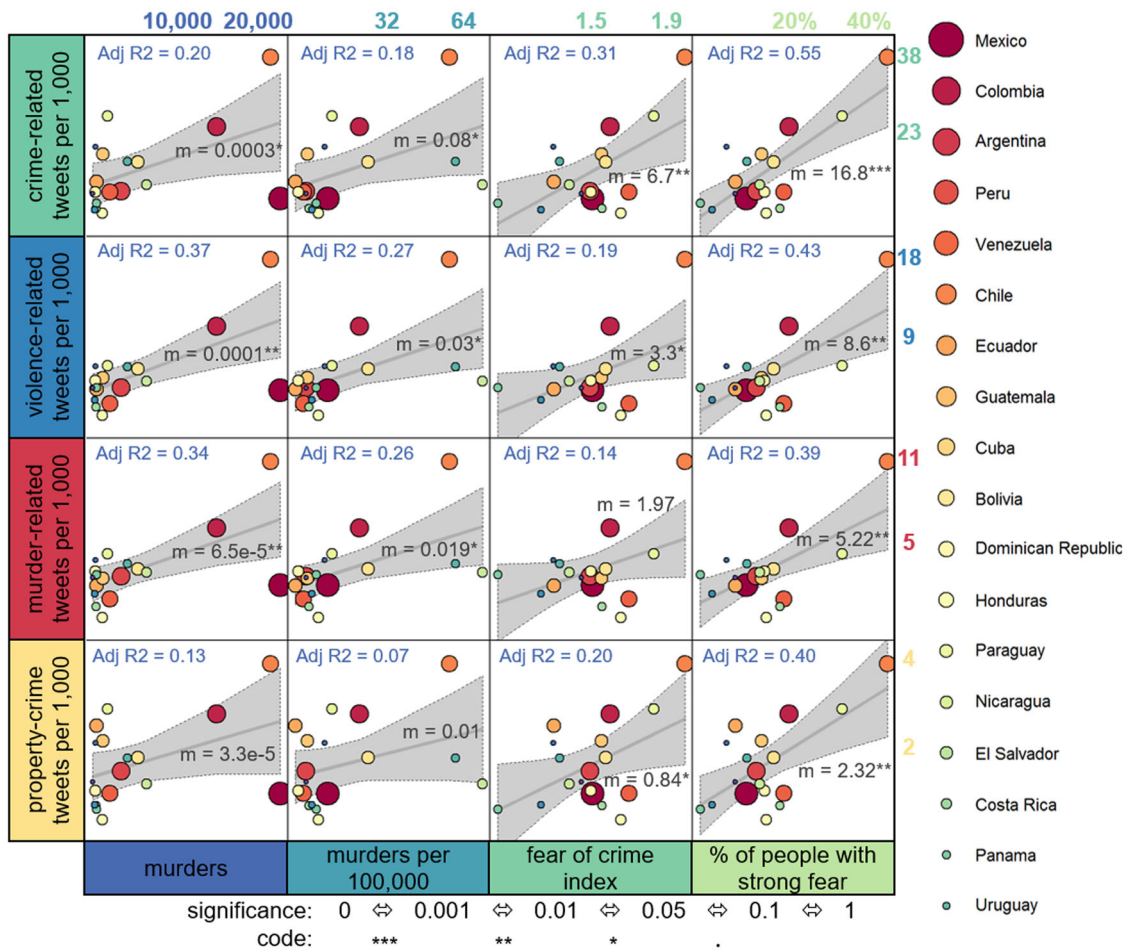 10,000 20,000 32 64 1.5 1.9 20% 40%
crime-related
tweets per 1,000
Adj R2 = 0.20
m = 0.0003*
Adj R2 = 0.18
m = 0.08*
Adj R2 = 0.31
m = 6.7**
Adj R2 = 0.55
m = 16.8***
38
23
violence-related
tweets per 1,000
Adj R2 = 0.37
m = 0.0001**
Adj R2 = 0.27
m = 0.03*
Adj R2 = 0.19
m = 3.3*
Adj R2 = 0.43
m = 8.6**
18
9
murder-related
tweets per 1,000
Adj R2 = 0.34
m = 6.5e-5**
Adj R2 = 0.26
m = 0.019*
Adj R2 = 0.14
m = 1.97
Adj R2 = 0.39
m = 5.22**
11
5
property-crime
tweets per 1,000
Adj R2 = 0.13
m = 3.3e-5
Adj R2 = 0.07
m = 0.01
Adj R2 = 0.20
m = 0.84*
Adj R2 = 0.40
m = 2.32**
4
2
murders
murders per
100,000
fear of crime
index
% of people with
strong fear
significance: 0 ⇔ 0.001 ⇔ 0.01 ⇔ 0.05 ⇔ 0.1 ⇔ 1
code: *** ** * .
Mexico
Colombia
Argentina
Peru
Venezuela
Chile
Ecuador
Guatemala
Cuba
Bolivia
Dominican Republic
Honduras
Paraguay
Nicaragua
El Salvador
Costa Rica
Panama
Uruguay